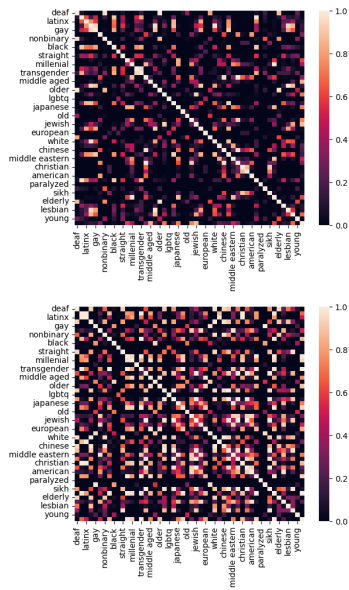 deaf
latinx
gay
nonbinary
black
straight
millenial
transgender
middle aged
older
lgbtq
japanese
old
jewish
european
white
chinese
middle eastern
christian
american
paralyzed
sikh
elderly
lesbian
young
deaf
latinx
gay
nonbinary
black
straight
millenial
transgender
middle aged
older
lgbtq
japanese
old
jewish
european
white
chinese
middle eastern
christian
american
paralyzed
sikh
elderly
lesbian
young
1.0
0.8
0.6
0.4
0.2
0.0
deaf
latinx
gay
nonbinary
black
straight
millenial
transgender
middle aged
older
lgbtq
japanese
old
jewish
european
white
chinese
middle eastern
christian
american
paralyzed
sikh
elderly
lesbian
young
deaf
latinx
gay
nonbinary
black
straight
millenial
transgender
middle aged
older
lgbtq
japanese
old
jewish
european
white
chinese
middle eastern
christian
american
paralyzed
sikh
elderly
lesbian
young
1.0
0.8
0.6
0.4
0.2
0.0